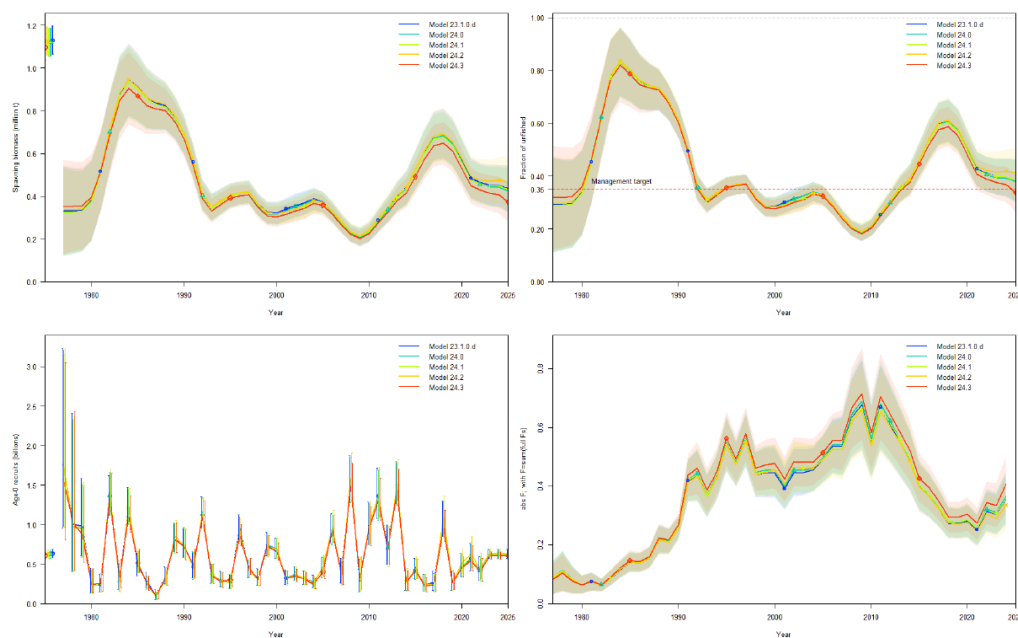 Model 23.1.0.d
Model 24.0
Model 24.1
Model 24.2
Model 24.3
Spawning biomass (million t)
1.2
1.0
0.8
0.6
0.4
0.2
0.0
1980
1990
2000
2010
2020
2025
Year
Model 23.1.0.d
Model 24.0
Model 24.1
Model 24.2
Model 24.3
Fraction of unfished
1.00
0.80
0.60
0.40
0.35
0.20
0.00
Management target
1980
1990
2000
2010
2020
202
Year
Model 23.1.0.d
Model 24.0
Model 24.1
Model 24.2
Model 24.3
Age-0 recruits (billions)
3.0
2.5
2.0
1.5
1.0
0.5
0.0
1980
1990
2000
2010
2020
2025
Year
Model 23.1.0.d
Model 24.0
Model 24.1
Model 24.2
Model 24.3
0.8
0.6
0.4
0.2
0.0
1980
1990
2000
2010
2020
Year